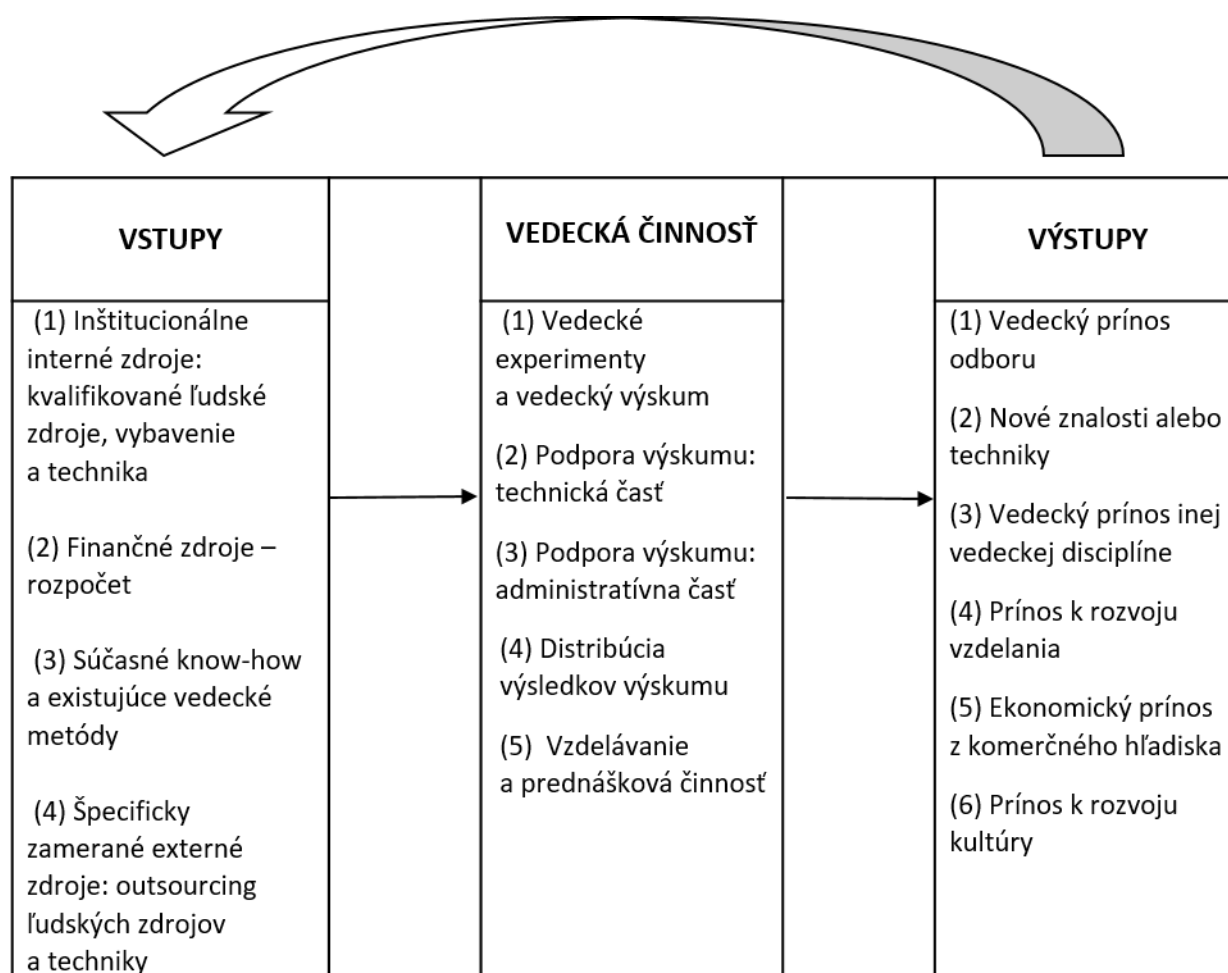 VSTUPY
(1) Inštitucionálne
interné zdroje:
kvalifikované ľudské
zdroje, vybavenie
a technika
(2) Finančné zdroje –
rozpočet
(3) Súčasné know-how
a existujúce vedecké
metódy
(4) Špecificky
zamerané externé
zdroje: outsourcing
ľudských zdrojov
a techniky
VEDECKÁ ČINNOSŤ
(1) Vedecké
experimenty
a vedecký výskum
(2) Podpora výskumu:
technická časť
(3) Podpora výskumu:
administratívna časť
(4) Distribúcia
výsledkov výskumu
(5) Vzdelávanie
a prednášková činnosť
VÝSTUPY
(1) Vedecký prínos
odboru
(2) Nové znalosti alebo
techniky
(3) Vedecký prínos inej
vedeckej disciplíne
(4) Prínos k rozvoju
vzdelania
(5) Ekonomický prínos
z komerčného hľadiska
(6) Prínos k rozvoju
kultúry